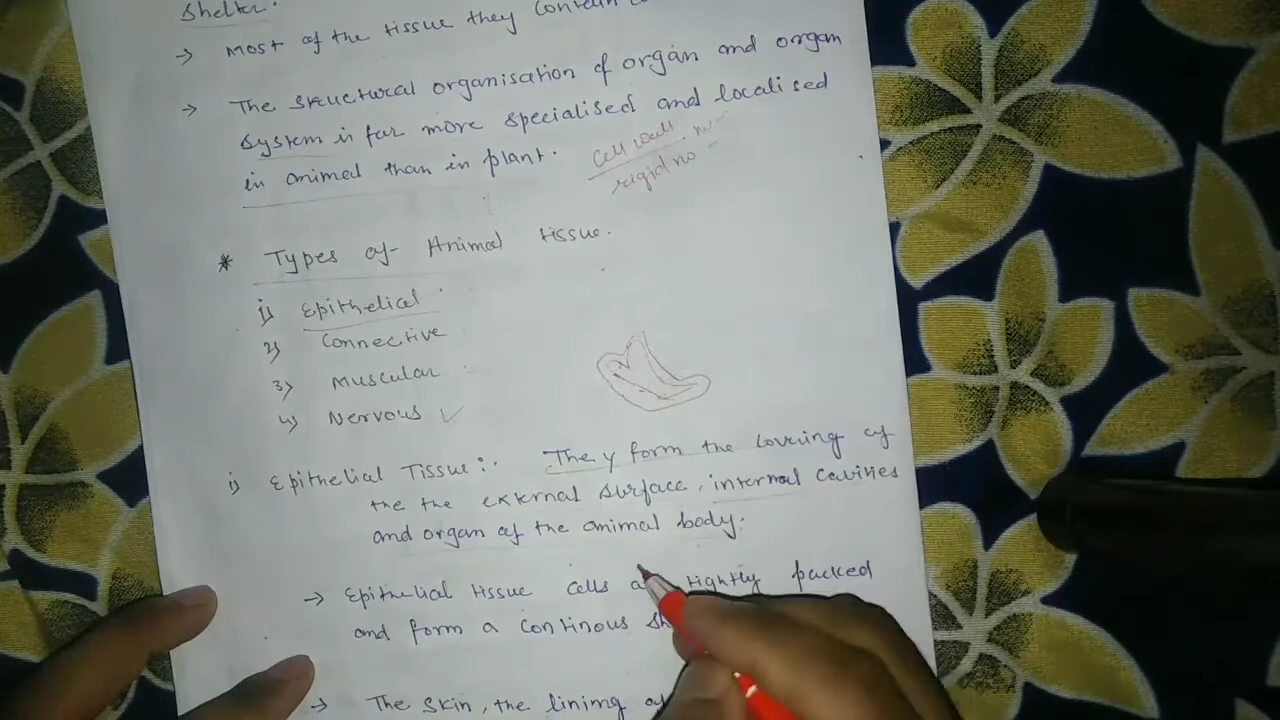 Shelter.
→ Most of the tissue they contain
→ The structural organisation of organ and organ
system is far more specialised and localised
in animal than in plant.
Cell wall
rigid no -
* Types of Animal tissue.
1) Epithelial
2) Connective
3) Muscular
4) Nervous ✓
1) Epithelial Tissue:. They form the covering of
the the external surface, internal cavities
and organ of the animal body.
→ Epithelial tissue cells tightly packed
and form a continous
→ The skin, the lining